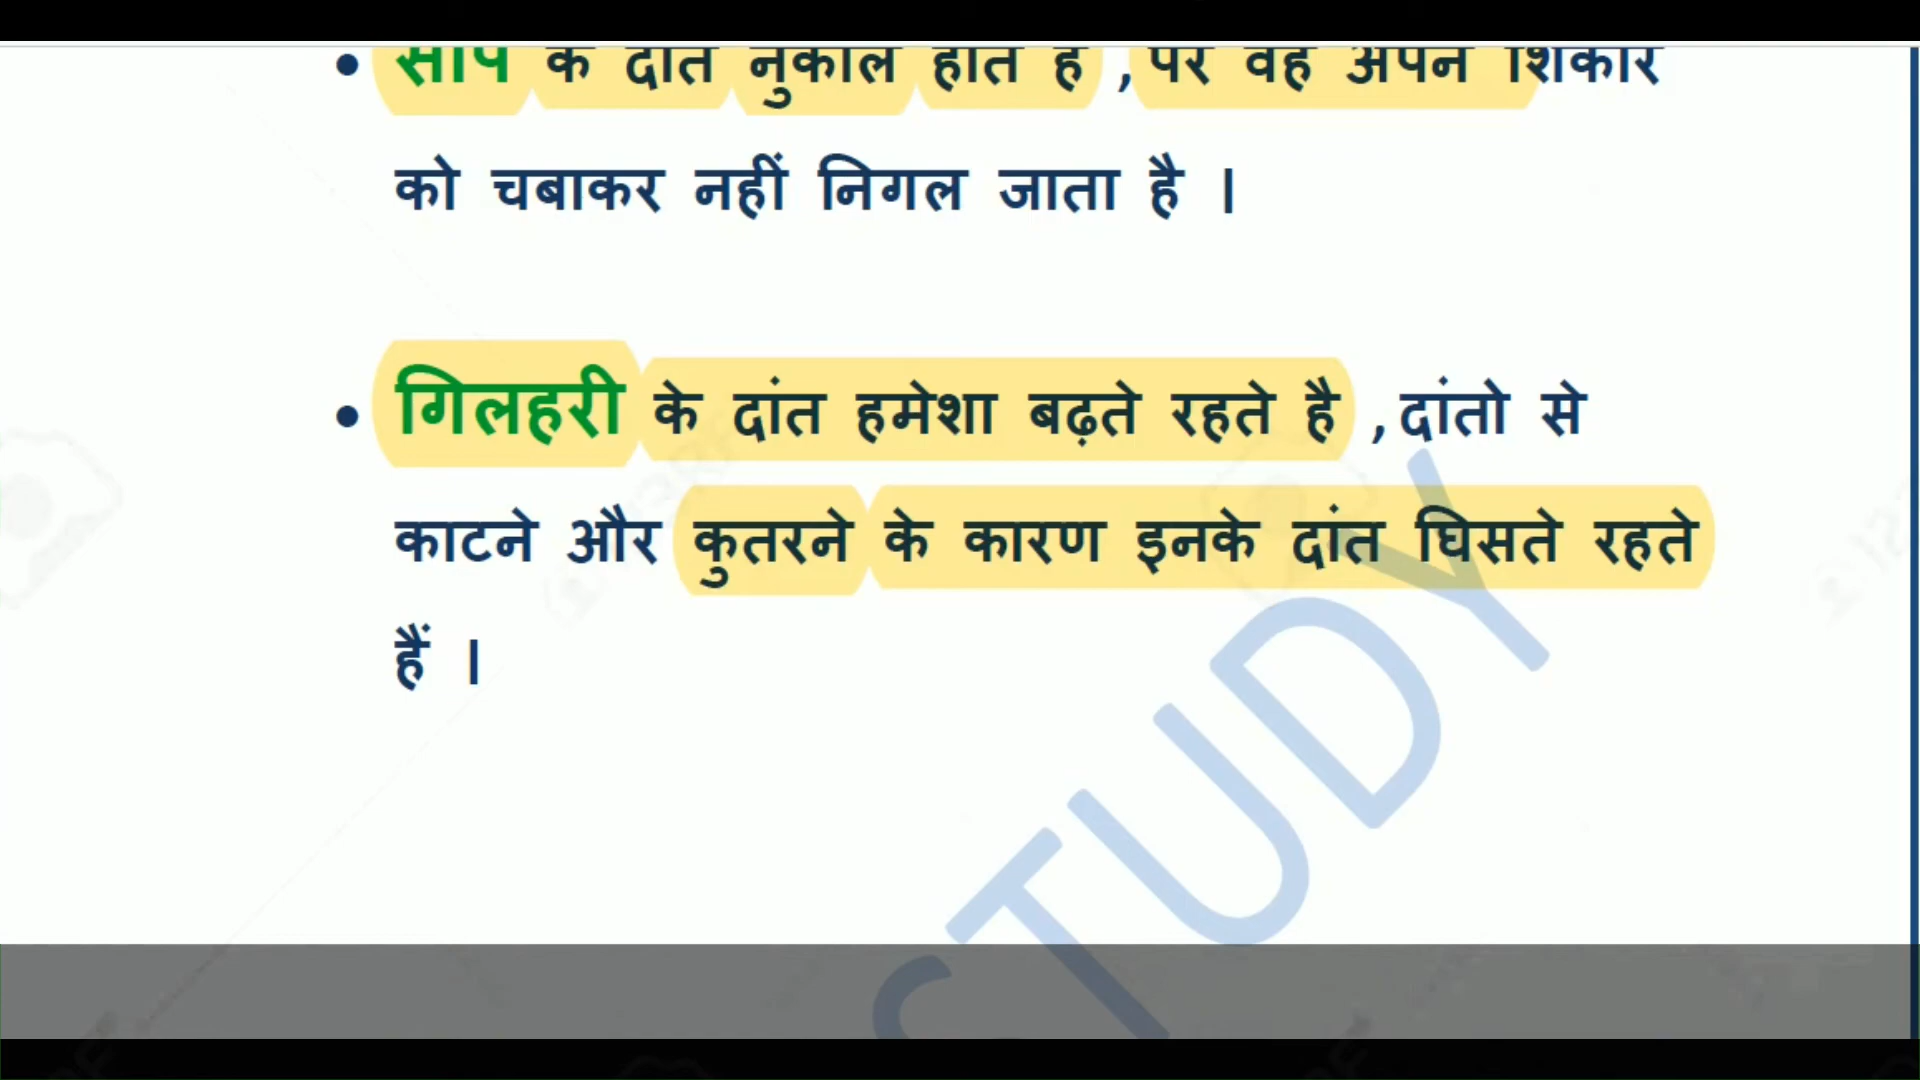 • सांप के दांत नुकीले होते है ,पर वह अपने शिकार
को चबाकर नहीं निगल जाता है ।
• गिलहरी के दांत हमेशा बढ़ते रहते है ,दांतो से
काटने और कुतरने के कारण इनके दांत घिसते रहते
हैं ।
STUDY